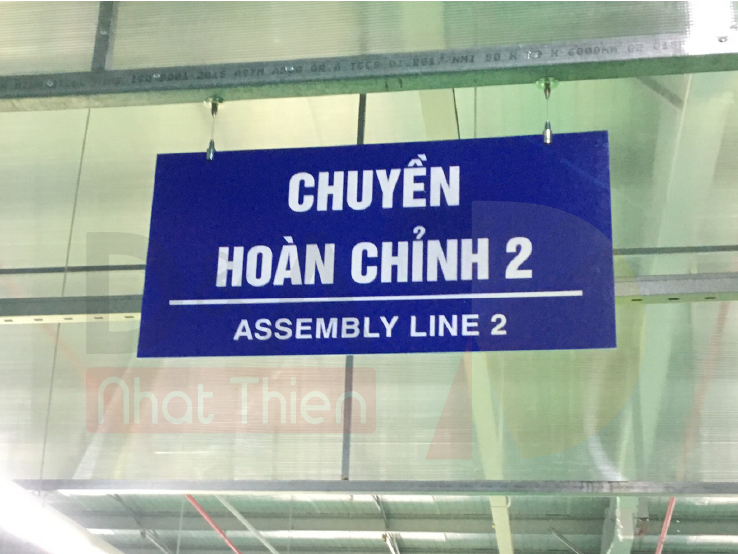 CHUYỀN
HOÀN CHỈNH 2
ASSEMBLY LINE 2
Nhat Thien